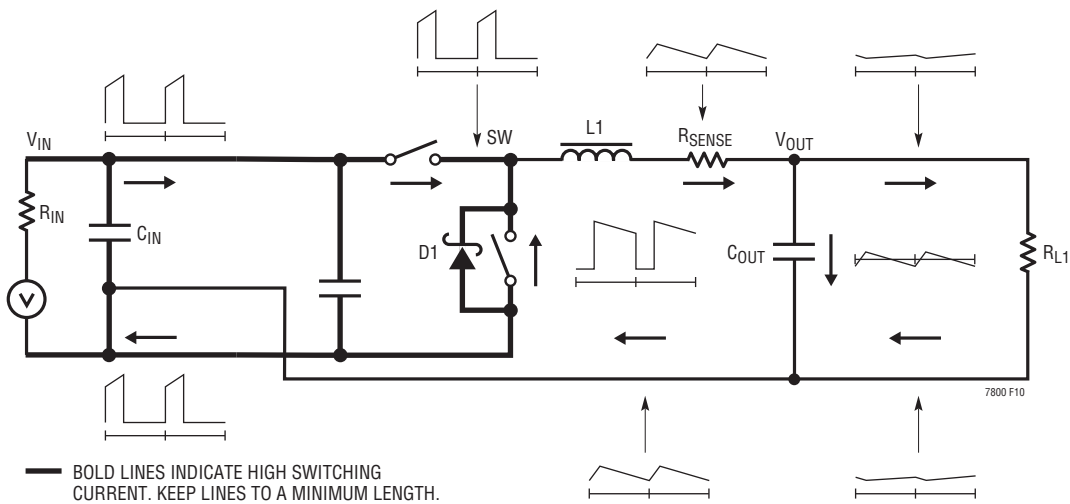 SW
L1
RSENSE
VOUT
VIN
RIN
CIN
D1
COUT
RL1
V
7800 F10
BOLD LINES INDICATE HIGH SWITCHING
CURRENT. KEEP LINES TO A MINIMUM LENGTH.